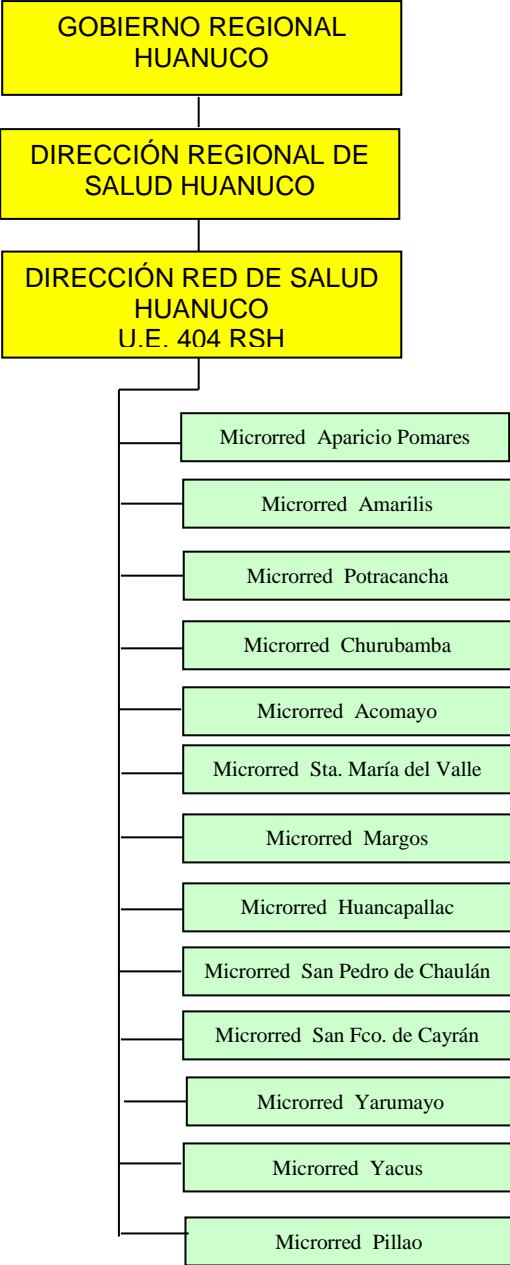 GOBIERNO REGIONAL
HUANUCO
DIRECCIÓN REGIONAL DE
SALUD HUANUCO
DIRECCIÓN RED DE SALUD
HUANUCO
U.E. 404 RSH
Microrred Aparicio Pomares
Microrred Amarilis
Microrred Potracancha
Microrred Churubamba
Microrred Acomayo
Microrred Sta. María del Valle
Microrred Margos
Microrred Huancapallac
Microrred San Pedro de Chaulán
Microrred San Fco. de Cayrán
Microrred Yarumayo
Microrred Yacus
Microrred Pillao